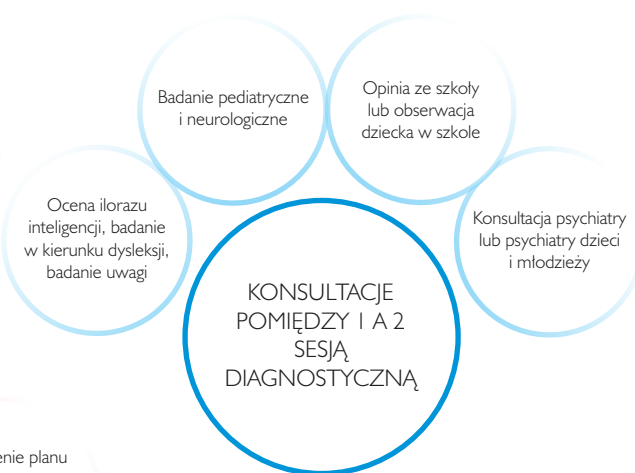 Badanie pediatryczne
i neurologiczne
Opinia ze szkoły
lub obserwacja
dziecka w szkole
Ocena ilorazu
inteligencji, badanie
w kierunku dysleksji,
badanie uwagi
Konsultacja psychiatry
lub psychiatry dzieci
i młodzieży
KONSULTACJE
POMIĘDZY 1 A 2
SESJĄ
DIAGNOSTYCZNĄ
planu